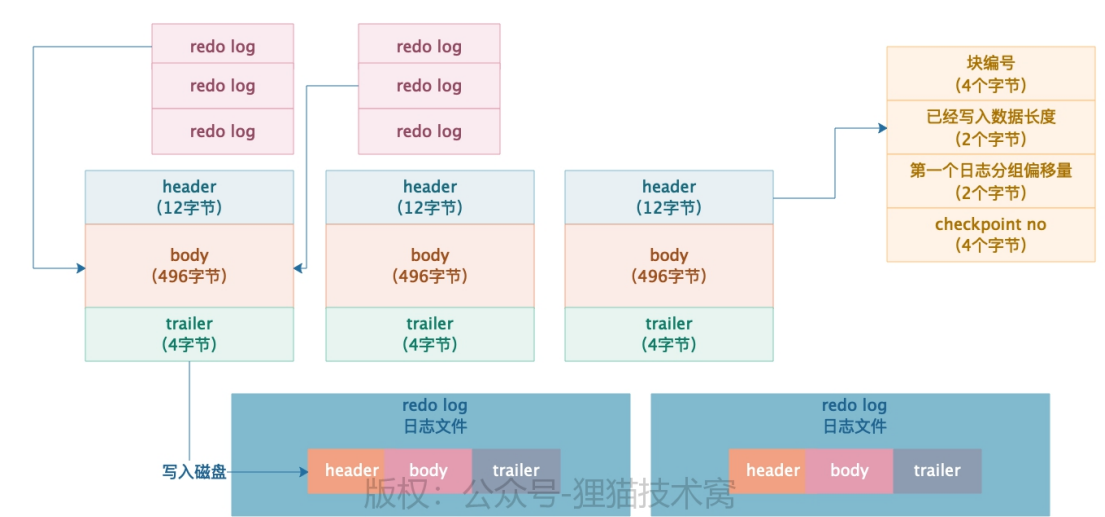 redo log
redo log
redo log
redo log
redo log
redo log
header
(12字节)
body
(496字节)
trailer
(4字节)
header
(12字节)
body
(496字节)
trailer
(4字节)
header
(12字节)
body
(496字节)
trailer
(4字节)
块编号
(4个字节)
已经写入数据长度
(2个字节)
第一个日志分组偏移量
(2个字节)
checkpoint no
(4个字节)
写入磁盘
redo log
日志文件
header
body
trailer
redo log
日志文件
header
body
trailer
版权：公众号-狸猫技术窝